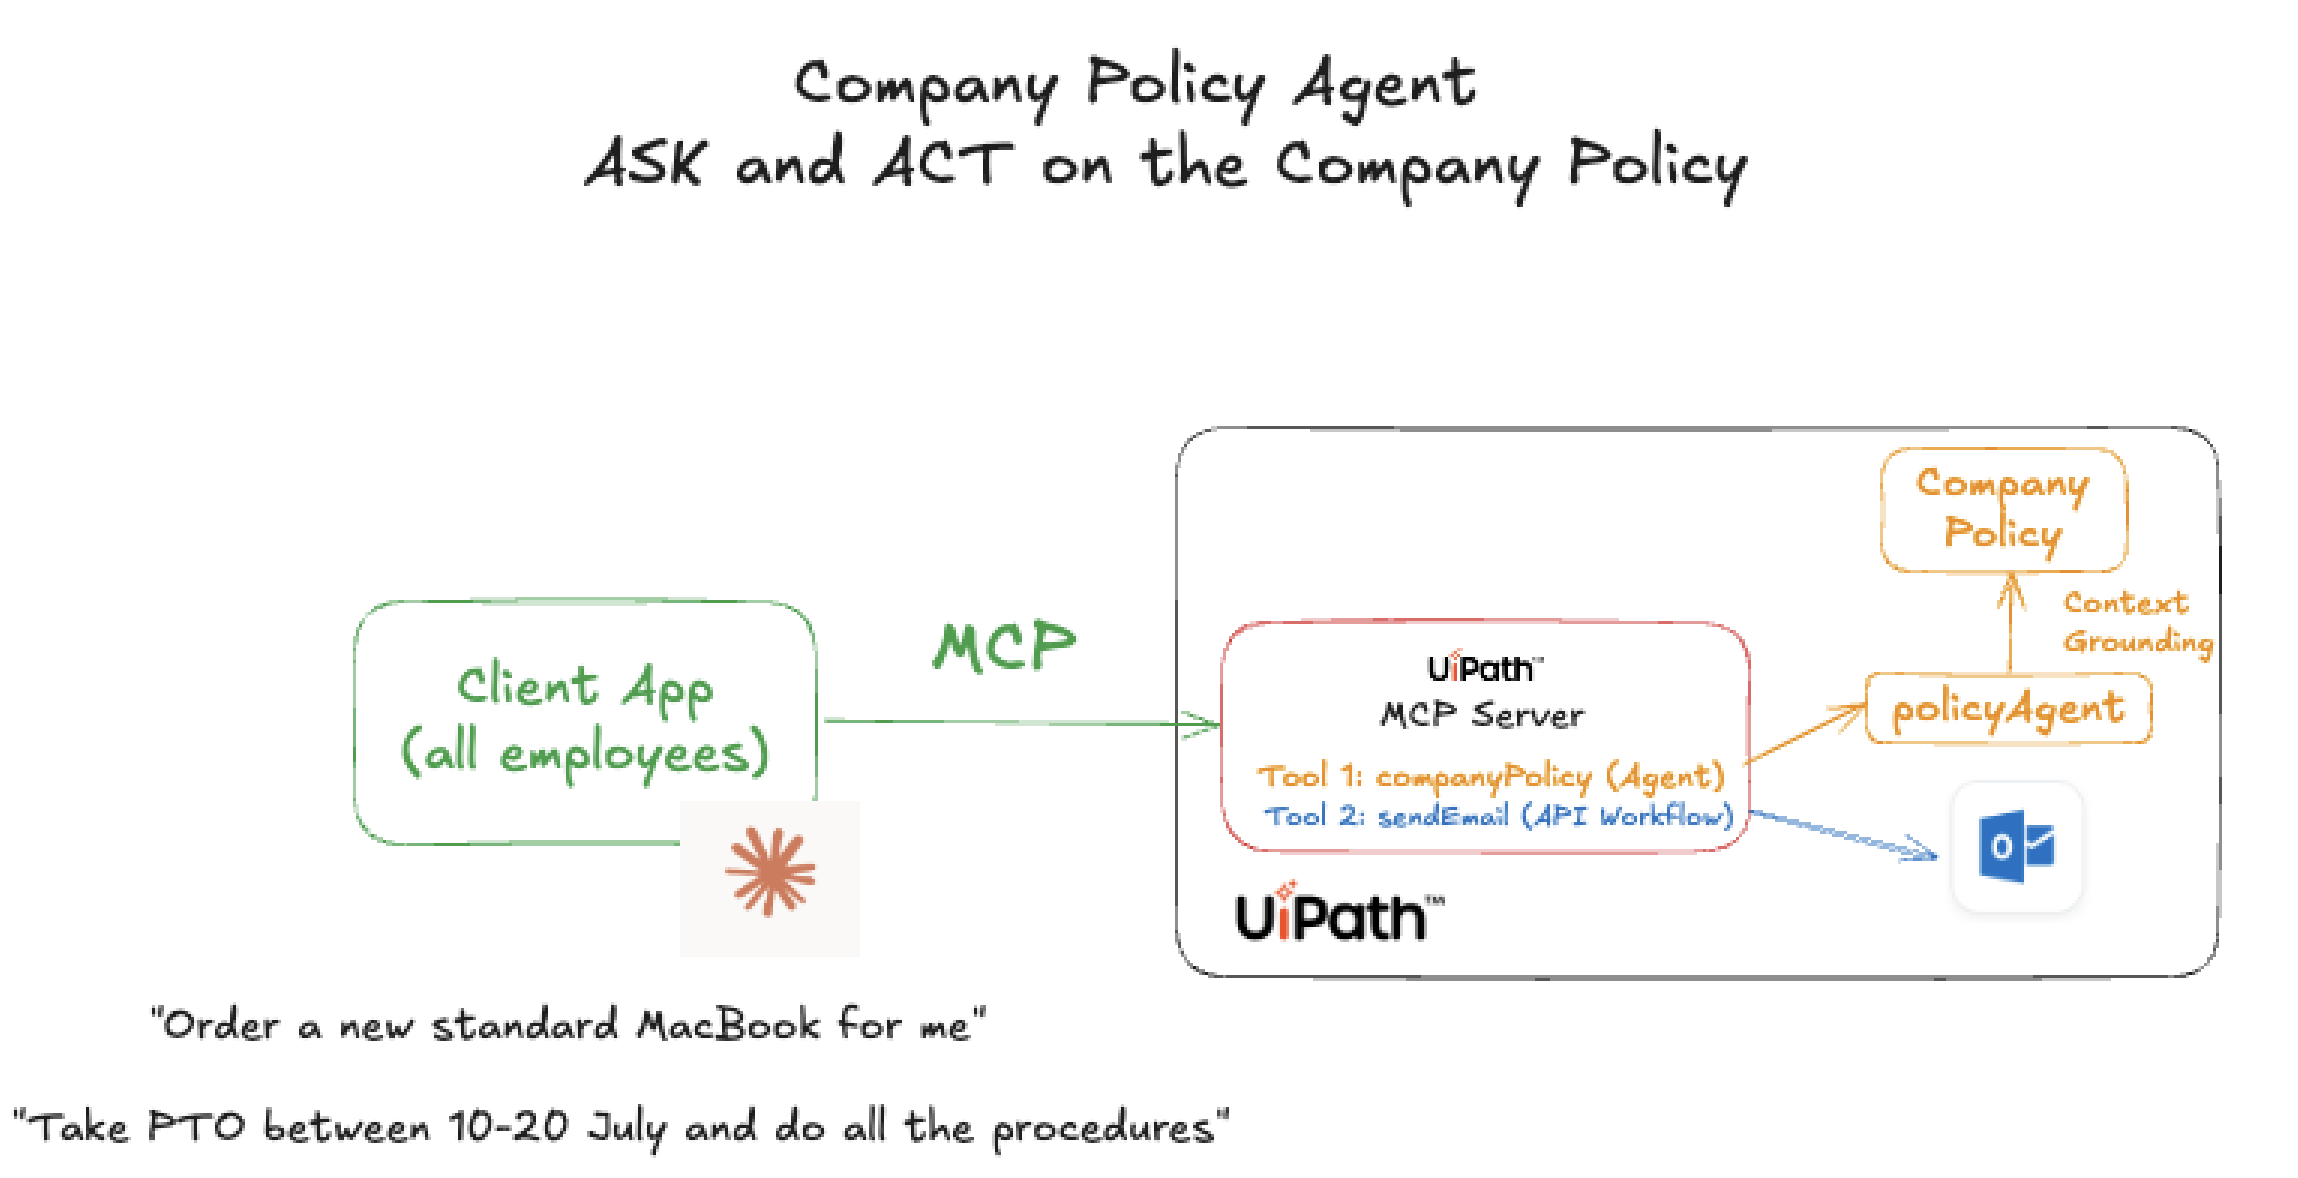 Company Policy Agent
ASK and ACT on the Company Policy
Company
Policy
Context
Grounding
policyAgent
MCP
Client App
(all employees)
UiPath™
MCP Server
Tool 1: companyPolicy (Agent)
Tool 2: sendEmail (API Workflow)
O
UiPath™
"Order a new standard MacBook for me"
"Take PTO between 10-20 July and do all the procedures"